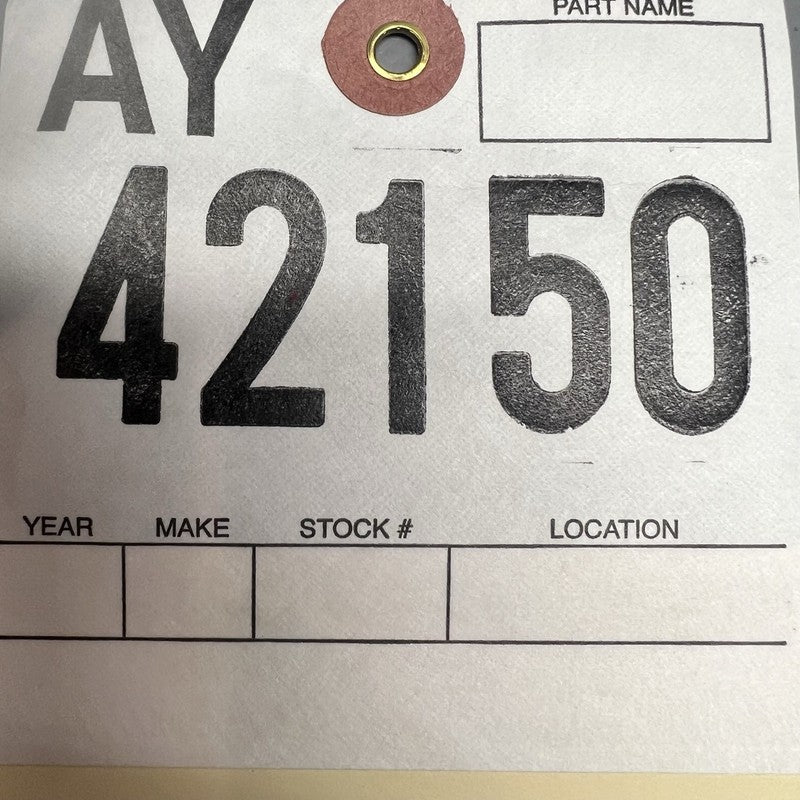 AY
PART NAME
42150
YEAR MAKE STOCK # LOCATION